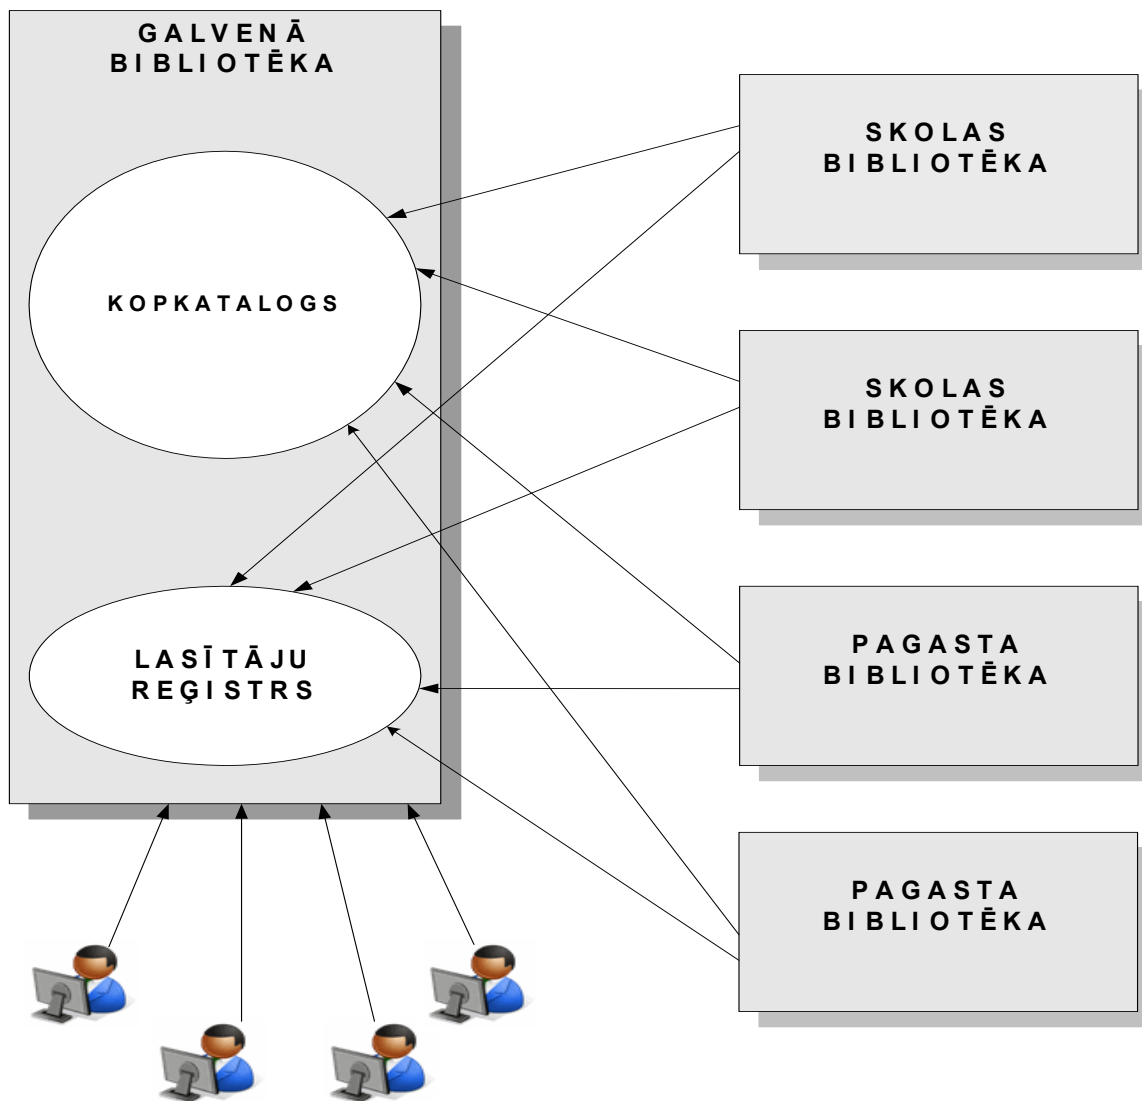 GALVENĀ
BIBLIOTĒKA
KOPKATALOGS
LASĪTĀJU
REĢISTRS
SKOLAS
BIBLIOTĒKA
SKOLAS
BIBLIOTĒKA
PAGASTA
BIBLIOTĒKA
PAGASTA
BIBLIOTĒKA